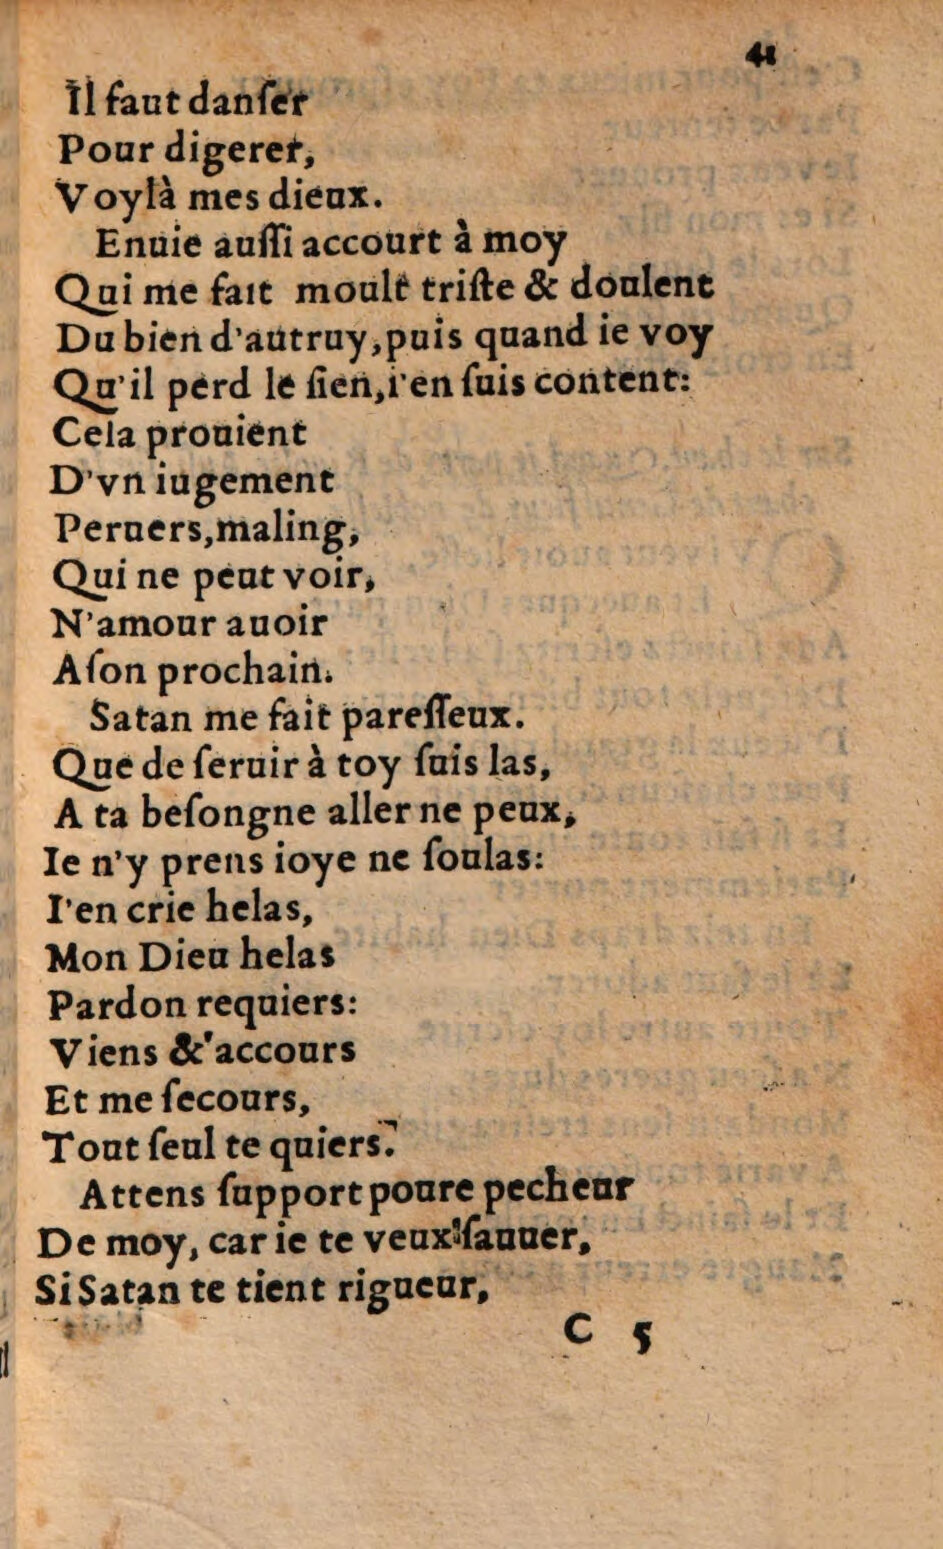 41
Il faut danſer
Pour digerer,
Voylà mes dieux.
Enuie auſſi accourt à moy
Qui me fait moult triſte & doulent
Du bien d'autruy, puis quand ie voy
Qu'il perd le ſien, i'en ſuis content:
Cela prouient
D'vn iugement
Peruers, maling,
Qui ne peut voir,
N'amour auoir
A ſon prochain.
Satan me fait pareſſeux.
Que de ſeruir à toy ſuis las,
A ta beſongne aller ne peux,
Ie n'y prens ioye ne ſoulas:
I'en crie helas,
Mon Dieu helas
Pardon requiers:
Viens & accours
Et me ſecours,
Tout ſeul te quiers.
Attens ſupport poure pecheur
De moy, car ie te veux ſauuer,
Si Satan te tient rigueur,
C 5